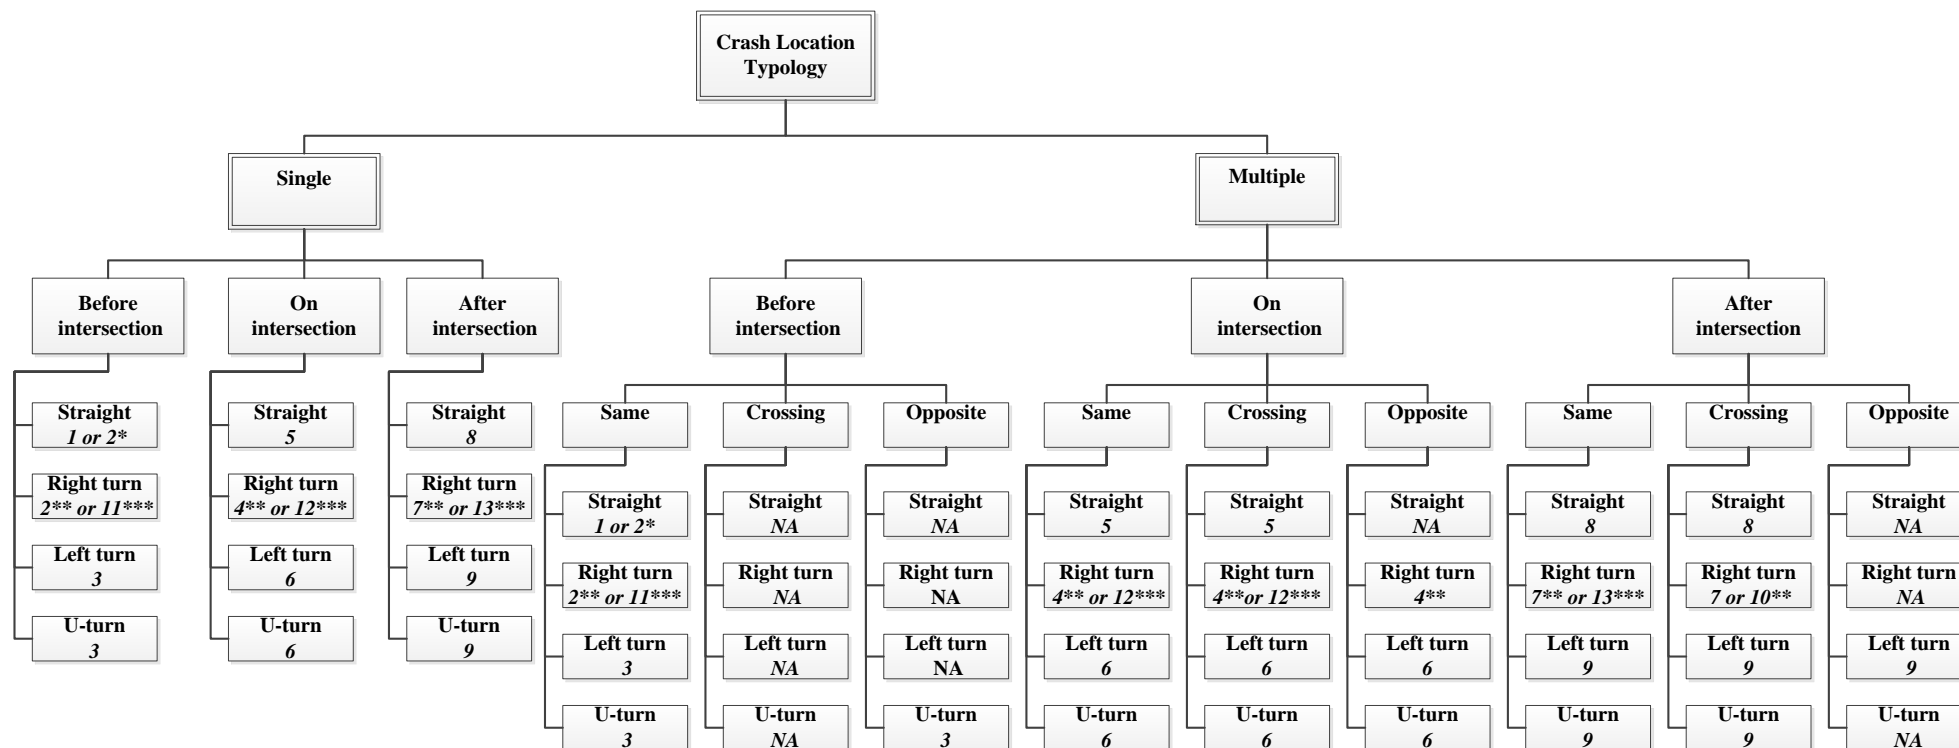 Crash Location
Typology
Single
Multiple
Before
intersection
On
intersection
After
intersection
Before
intersection
On
intersection
After
intersection
Straight
1 or 2*
Right turn
2** or 11***
Left turn
3
U-turn
3
Straight
5
Right turn
4** or 12***
Left turn
6
U-turn
6
Straight
8
Right turn
7** or 13***
Left turn
9
U-turn
9
Same
Straight
1 or 2*
Right turn
2** or 11***
Left turn
3
U-turn
3
Crossing
Straight
NA
Right turn
NA
Left turn
NA
U-turn
NA
Opposite
Straight
NA
Right turn
NA
Left turn
NA
U-turn
3
Same
Straight
5
Right turn
4** or 12***
Left turn
6
U-turn
6
Crossing
Straight
5
Right turn
4**or 12***
Left turn
6
U-turn
6
Opposite
Straight
NA
Right turn
4**
Left turn
6
U-turn
6
Same
Straight
8
Right turn
7** or 13***
Left turn
9
U-turn
9
Crossing
Straight
8
Right turn
7 or 10**
Left turn
9
U-turn
9
Opposite
Straight
NA
Right turn
NA
Left turn
9
U-turn
NA